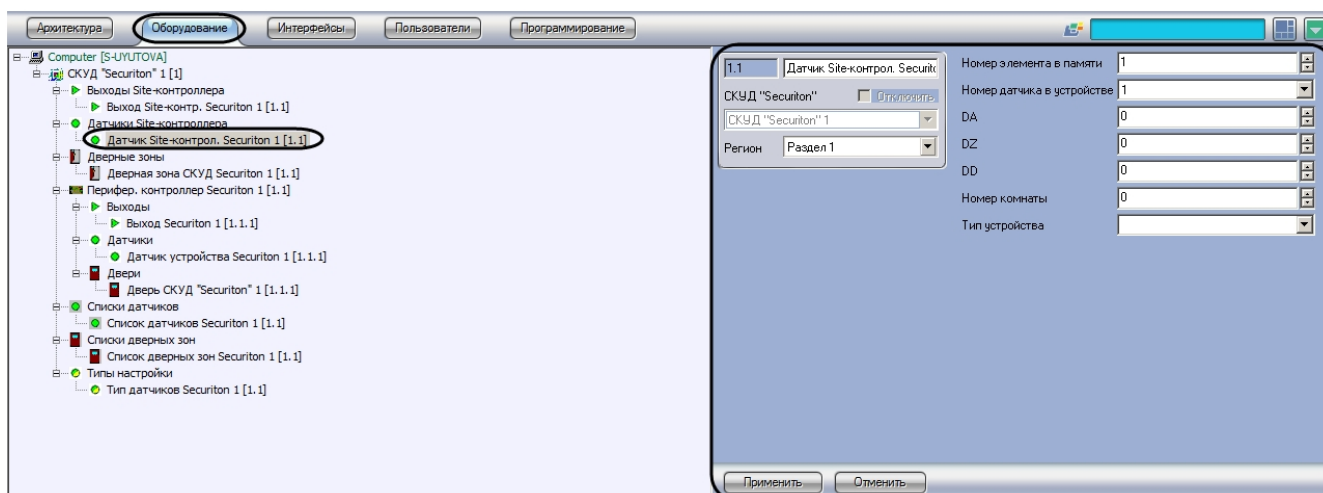 Архитектура Оборудование Интерфейсы Пользователи Программирование
Computer [S-UYUTOVA]
СКУД "Securiton" 1 [1]
Выходы Site-контроллера
Выход Site-контр. Securiton 1 [1.1]
Датчики Site-контроллера
Датчик Site-контрол. Securiton 1 [1.1]
Дверные зоны
Дверная зона СКУД Securiton 1 [1.1]
Перифер. контроллер Securiton 1 [1.1]
Выходы
Выход Securiton 1 [1.1.1]
Датчики
Датчик устройства Securiton 1 [1.1.1]
Двери
Дверь СКУД "Securiton" 1 [1.1.1]
Списки датчиков
Список датчиков Securiton 1 [1.1]
Списки дверных зон
Список дверных зон Securiton 1 [1.1]
Типы настройки
Тип датчиков Securiton 1 [1.1]
1.1 Датчик Site-контрол. Securito
СКУД "Securiton" Отключить
СКУД "Securiton" 1
Регион Раздел 1
Номер элемента в памяти 1
Номер датчика в устройстве 1
DA 0
DZ 0
DD 0
Номер комнаты 0
Тип устройства
Применить Отменить